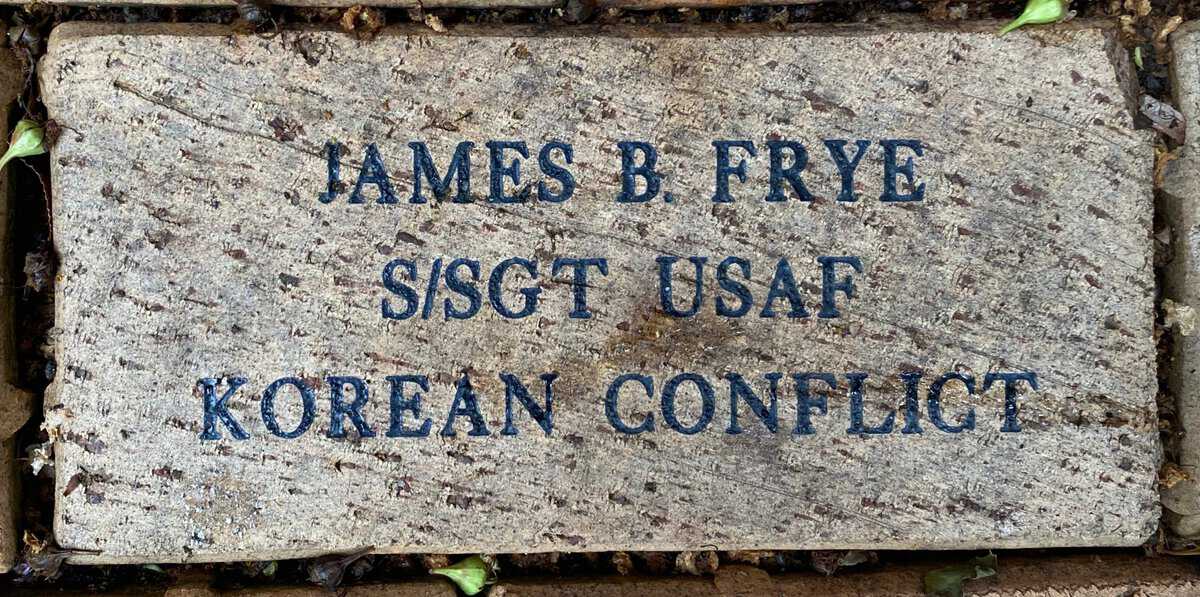 JAMES B. FRYE
S/SGT USAF
KOREAN CONFLICT